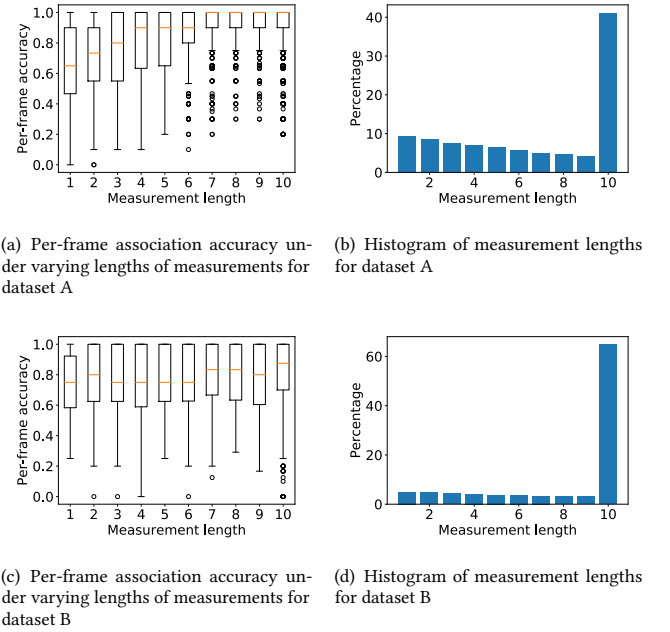 1.0
0.8
0.6
0.4
0.2
0.0
Per-frame accuracy
1 2 3 4 5 6 7 8 9 10
Measurement length
40
30
20
10
0
Percentage
2 4 6 8 10
Measurement length
(a) Per-frame association accuracy un-
der varying lengths of measurements for
dataset A
(b) Histogram of measurement lengths
for dataset A
1.0
0.8
0.6
0.4
0.2
0.0
Per-frame accuracy
1 2 3 4 5 6 7 8 9 10
Measurement length
60
40
20
0
Percentage
2 4 6 8 10
Measurement length
(c) Per-frame association accuracy un-
der varying lengths of measurements for
dataset B
(d) Histogram of measurement lengths
for dataset B